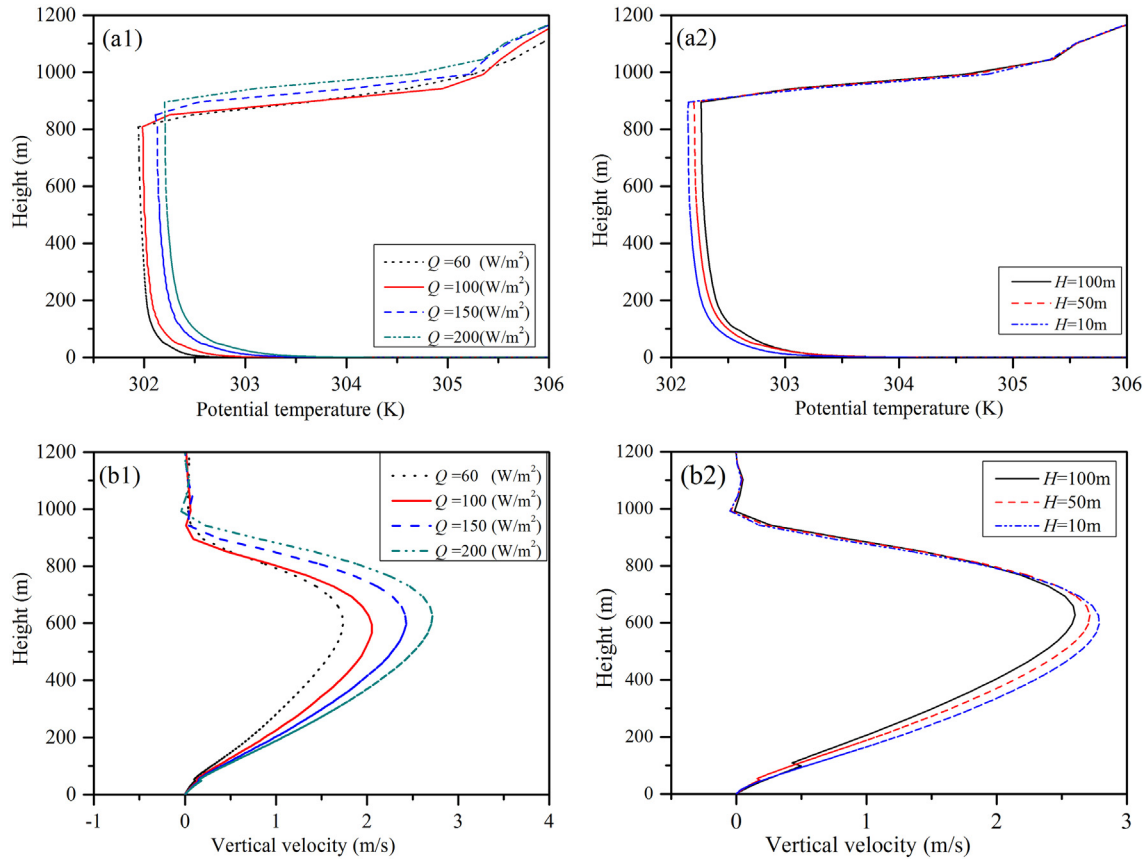 (a1)
1200
1000
800
600
400
200
0
Height (m)
302
303
304
305
306
Potential temperature (K)
Q =60 (W/m²)
Q =100(W/m²)
Q =150(W/m²)
Q =200(W/m²)
(a2)
1200
1000
800
600
400
200
0
Height (m)
302
303
304
305
306
Potential temperature (K)
H=100m
H=50m
H=10m
(b1)
1200
1000
800
600
400
200
0
Height (m)
-1
0
1
2
3
4
Vertical velocity (m/s)
Q =60 (W/m²)
Q =100 (W/m²)
Q =150 (W/m²)
Q =200 (W/m²)
(b2)
1200
1000
800
600
400
200
0
Height (m)
0
1
2
3
Vertical velocity (m/s)
H=100m
H=50m
H=10m